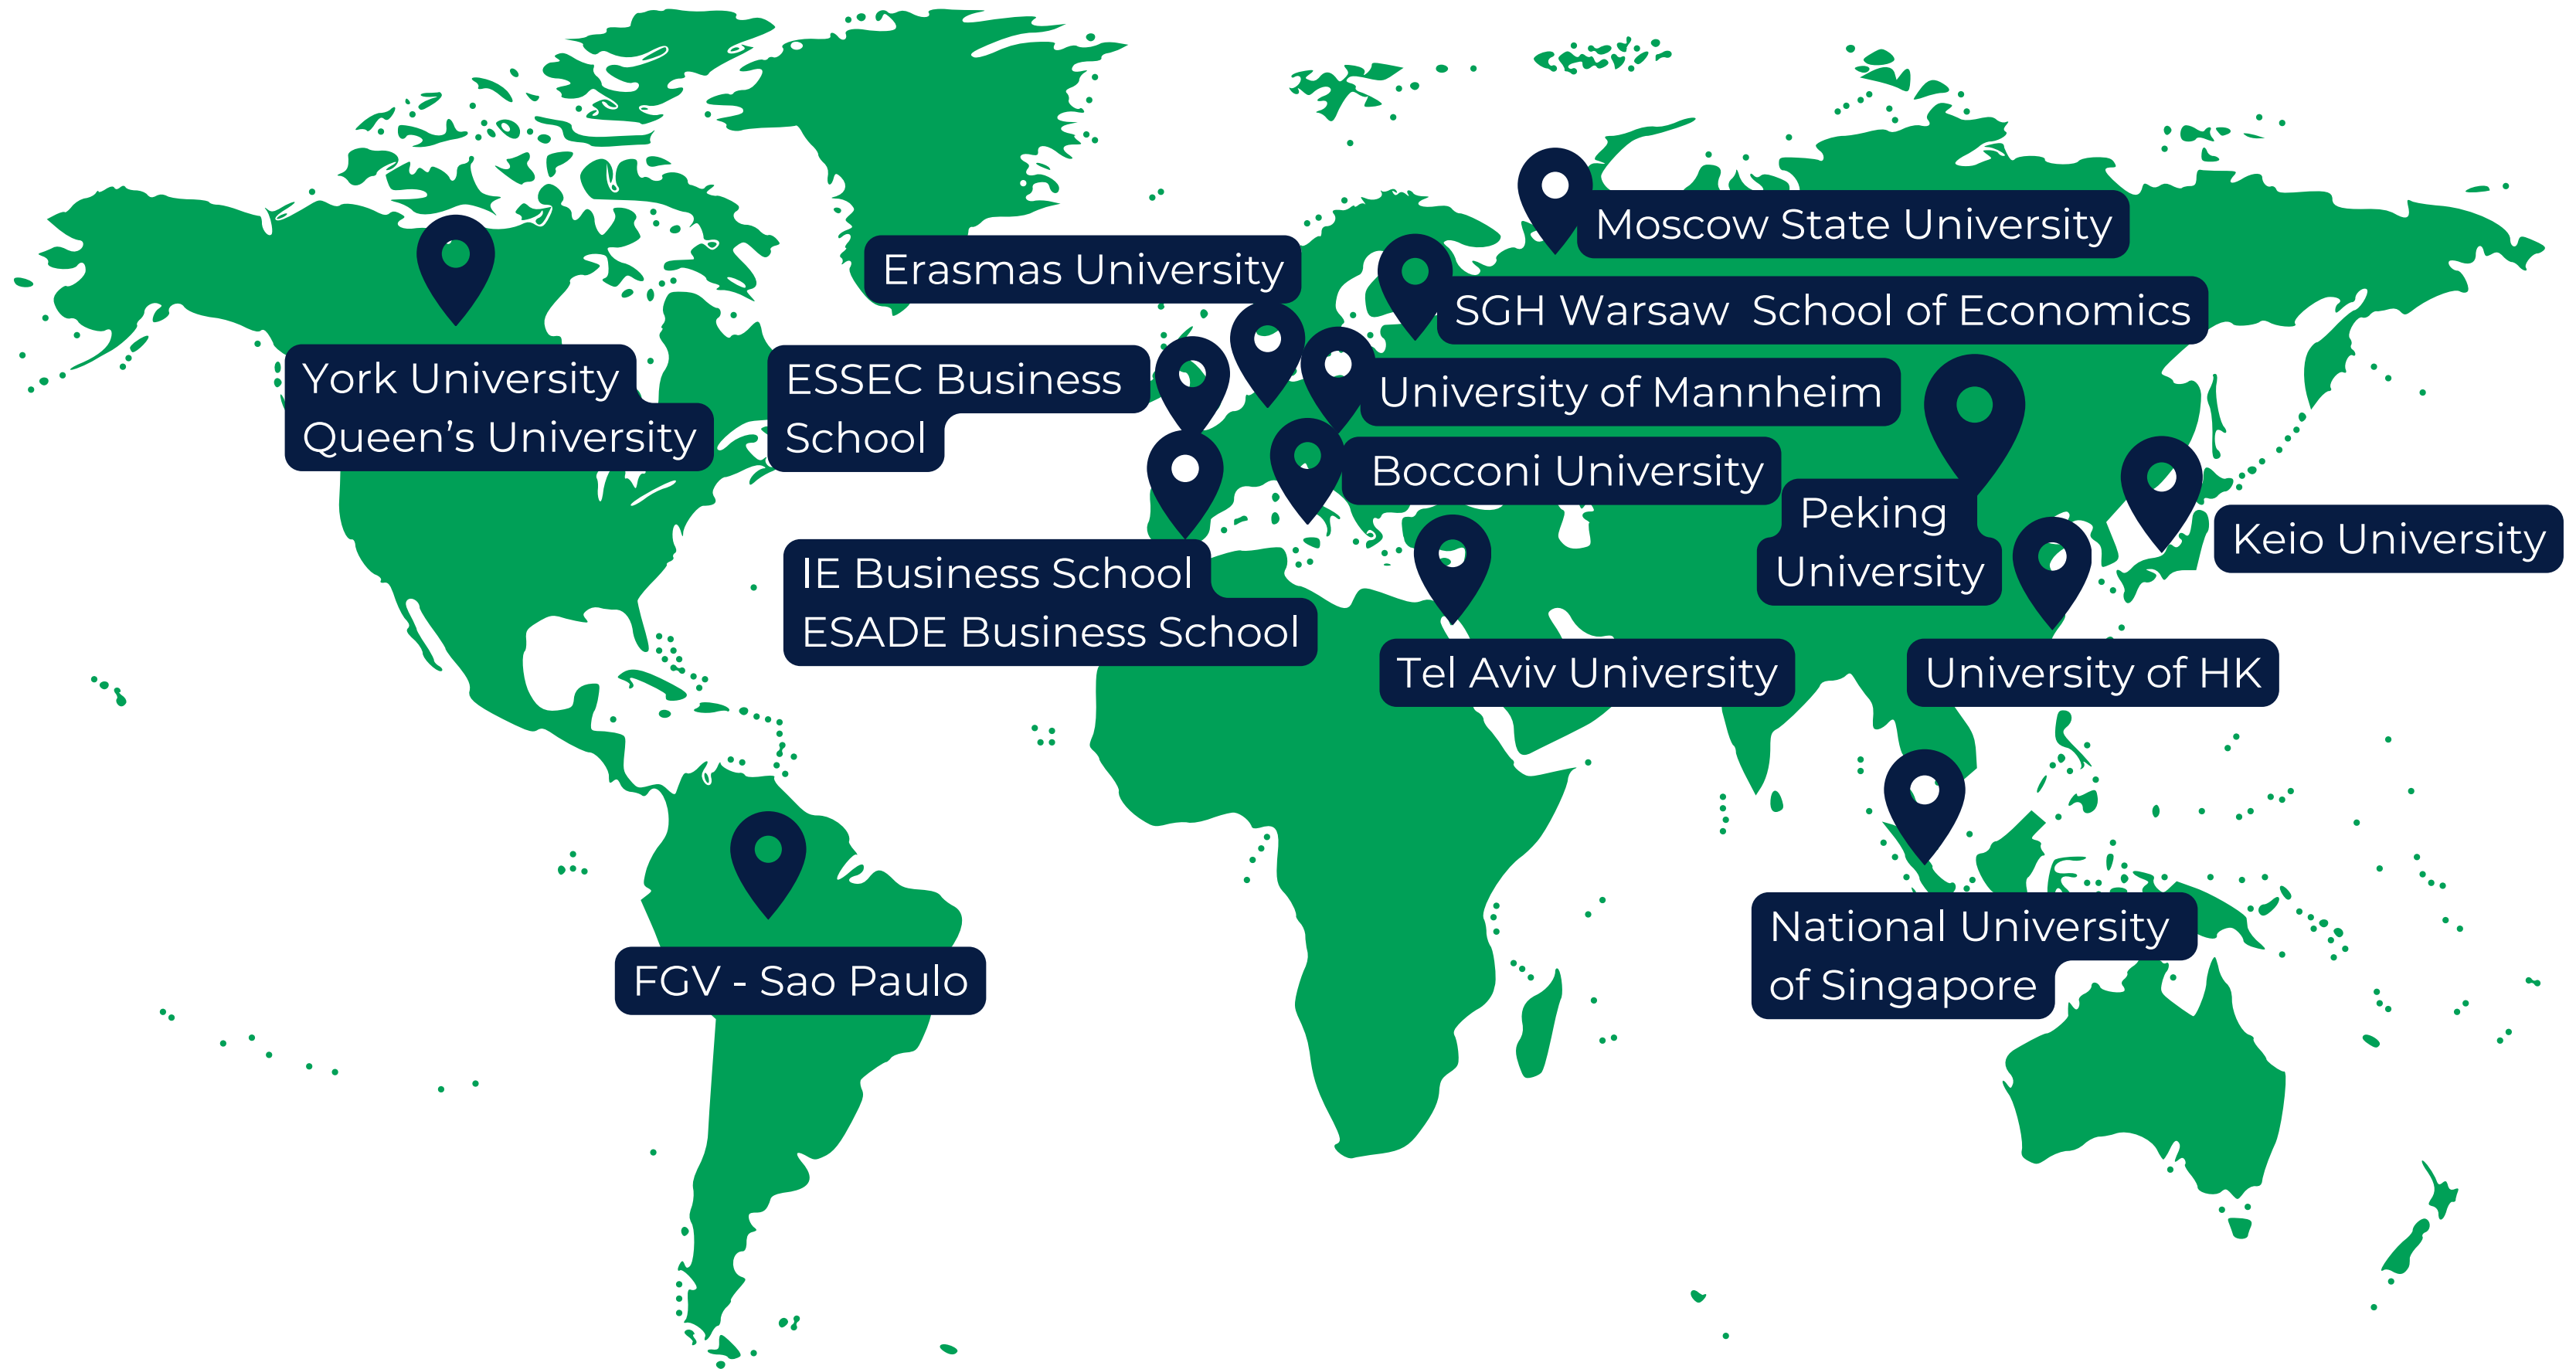 Moscow State University
Erasmas University
SGH Warsaw  School of Economics
York University
Queen’s University
ESSEC Business
School
University of Mannheim
Bocconi University
Peking
University
Keio University
IE Business School
ESADE Business School
Tel Aviv University
University of HK
FGV - Sao Paulo
National University
of Singapore